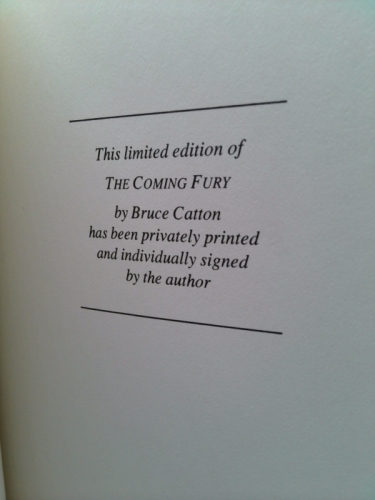 This limited edition of
THE COMING FURY
by Bruce Catton
has been privately printed
and individually signed
by the author